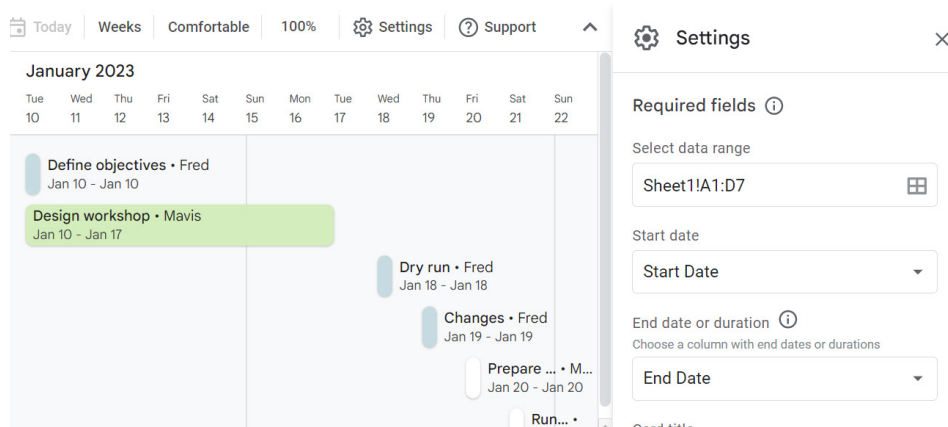 Today Weeks Comfortable 100% Settings Support
January 2023
Tue Wed Thu Fri Sat Sun Mon Tue Wed Thu Fri Sat Sun
10 11 12 13 14 15 16 17 18 19 20 21 22
Define objectives • Fred
Jan 10 - Jan 10
Design workshop • Mavis
Jan 10 - Jan 17
Dry run • Fred
Jan 18 - Jan 18
Changes • Fred
Jan 19 - Jan 19
Prepare ... • M...
Jan 20 - Jan 20
Run... •
Settings
Required fields
Select data range
Sheet1!A1:D7
Start date
Start Date
End date or duration
Choose a column with end dates or durations
End Date
Card title